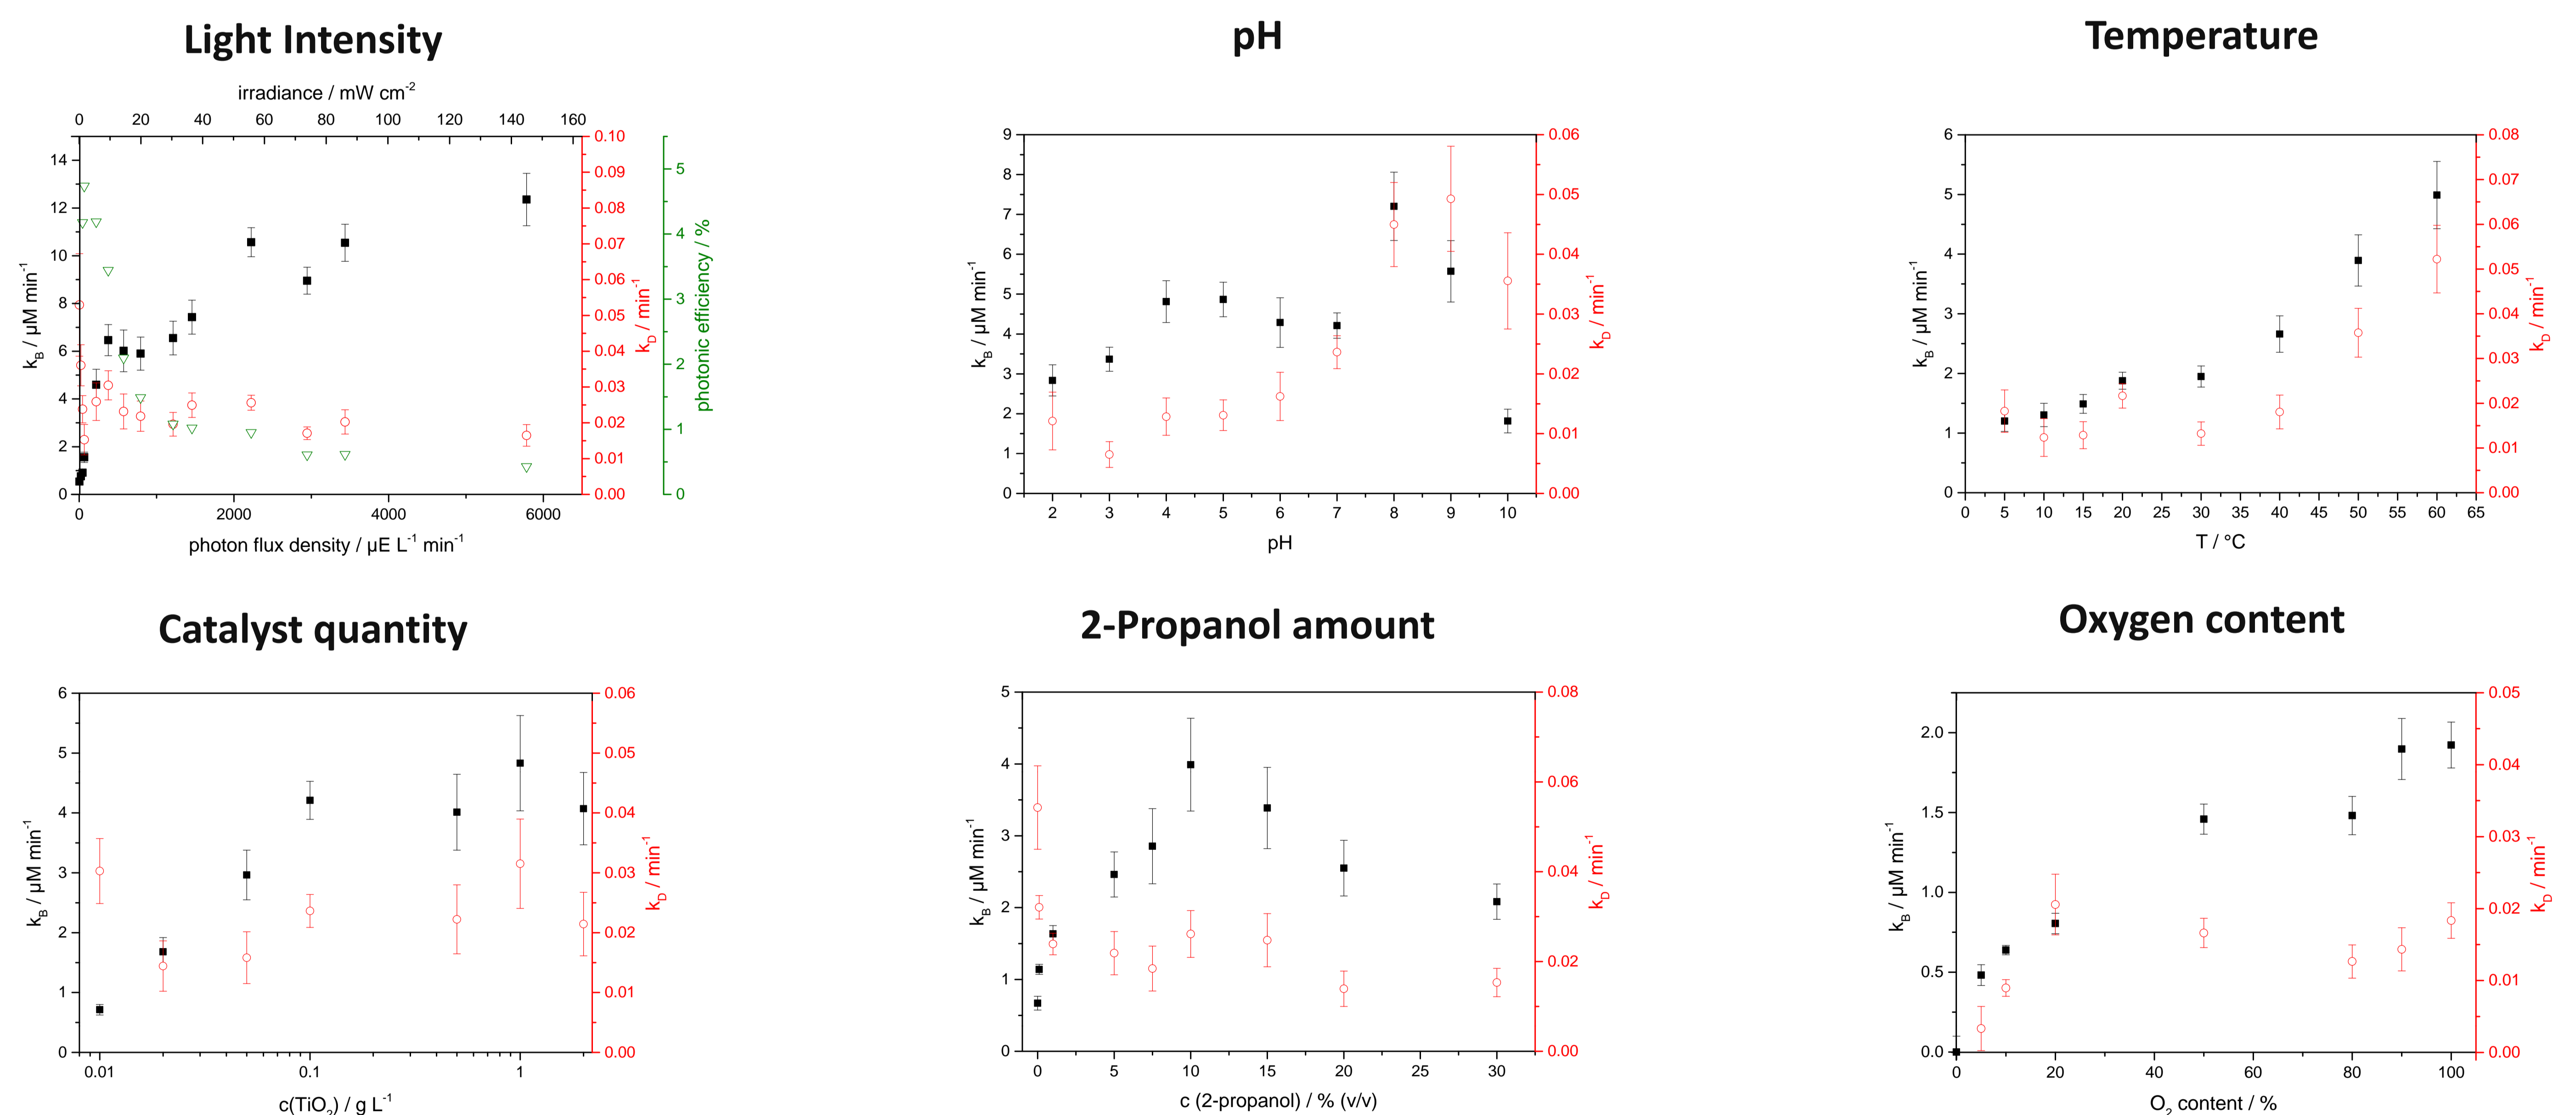 Light Intensity
irradiance / mW cm⁻²
0 20 40 60 80 100 120 140 160
k_B / µM min⁻¹
14
12
10
8
6
4
2
0
0.10
0.09
0.08
0.07
0.06
0.05
0.04
0.03
0.02
0.01
0.00
k_D / min⁻¹
5
4
3
2
1
0
photonic efficiency / %
0 2000 4000 6000
photon flux density / µE L⁻¹ min⁻¹
pH
k_B / µM min⁻¹
9
8
7
6
5
4
3
2
1
0
0.06
0.05
0.04
0.03
0.02
0.01
0.00
k_D / min⁻¹
2 3 4 5 6 7 8 9 10
pH
Temperature
k_B / µM min⁻¹
6
5
4
3
2
1
0
0.08
0.07
0.06
0.05
0.04
0.03
0.02
0.01
0.00
k_D / min⁻¹
0 5 10 15 20 25 30 35 40 45 50 55 60 65
T / °C
Catalyst quantity
k_B / µM min⁻¹
6
5
4
3
2
1
0
0.06
0.05
0.04
0.03
0.02
0.01
0.00
k_D / min⁻¹
0.01 0.1 1
c(TiO₂) / g L⁻¹
2-Propanol amount
k_B / µM min⁻¹
5
4
3
2
1
0
0.08
0.06
0.04
0.02
0.00
k_D / min⁻¹
0 5 10 15 20 25 30
c (2-propanol) / % (v/v)
Oxygen content
k_B / µM min⁻¹
2.0
1.5
1.0
0.5
0.0
0.05
0.04
0.03
0.02
0.01
0.00
k_D / min⁻¹
0 20 40 60 80 100
O₂ content / %